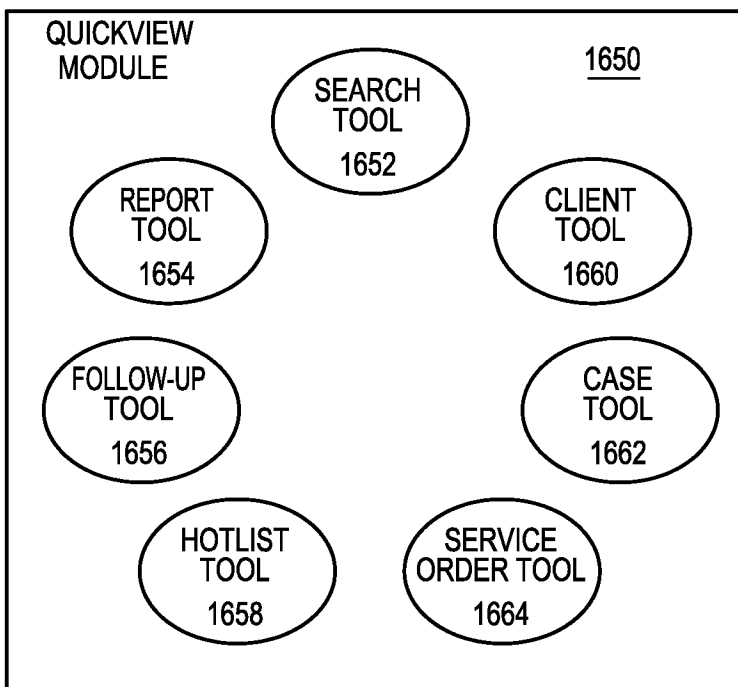 QUICKVIEW
MODULE
1650
SEARCH
TOOL
1652
REPORT
TOOL
1654
CLIENT
TOOL
1660
FOLLOW-UP
TOOL
1656
CASE
TOOL
1662
HOTLIST
TOOL
1658
SERVICE
ORDER TOOL
1664